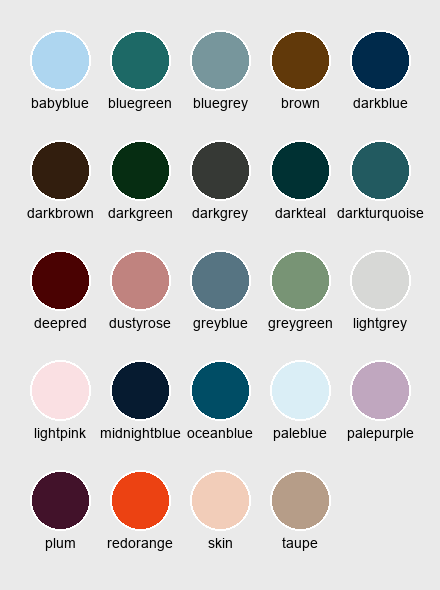 babyblue bluegreen bluegrey brown darkblue
darkbrown darkgreen darkgrey darkteal darkturquoise
deepred dustyrose greyblue greygreen lightgrey
lightpink midnightblue oceanblue paleblue palepurple
plum redorange skin taupe